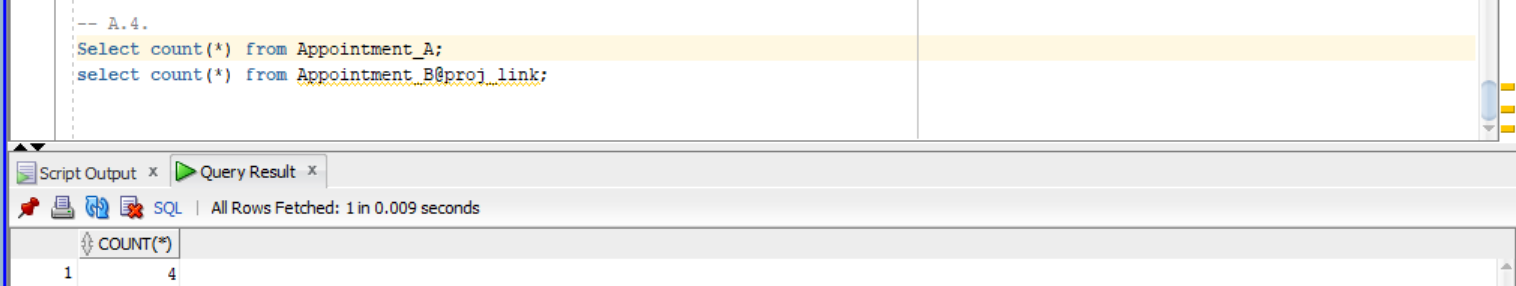 -- A.4.
Select count(*) from Appointment_A;
select count(*) from Appointment_B@proj_link;
Script Output x Query Result x
SQL | All Rows Fetched: 1 in 0.009 seconds
COUNT(*)
1 4